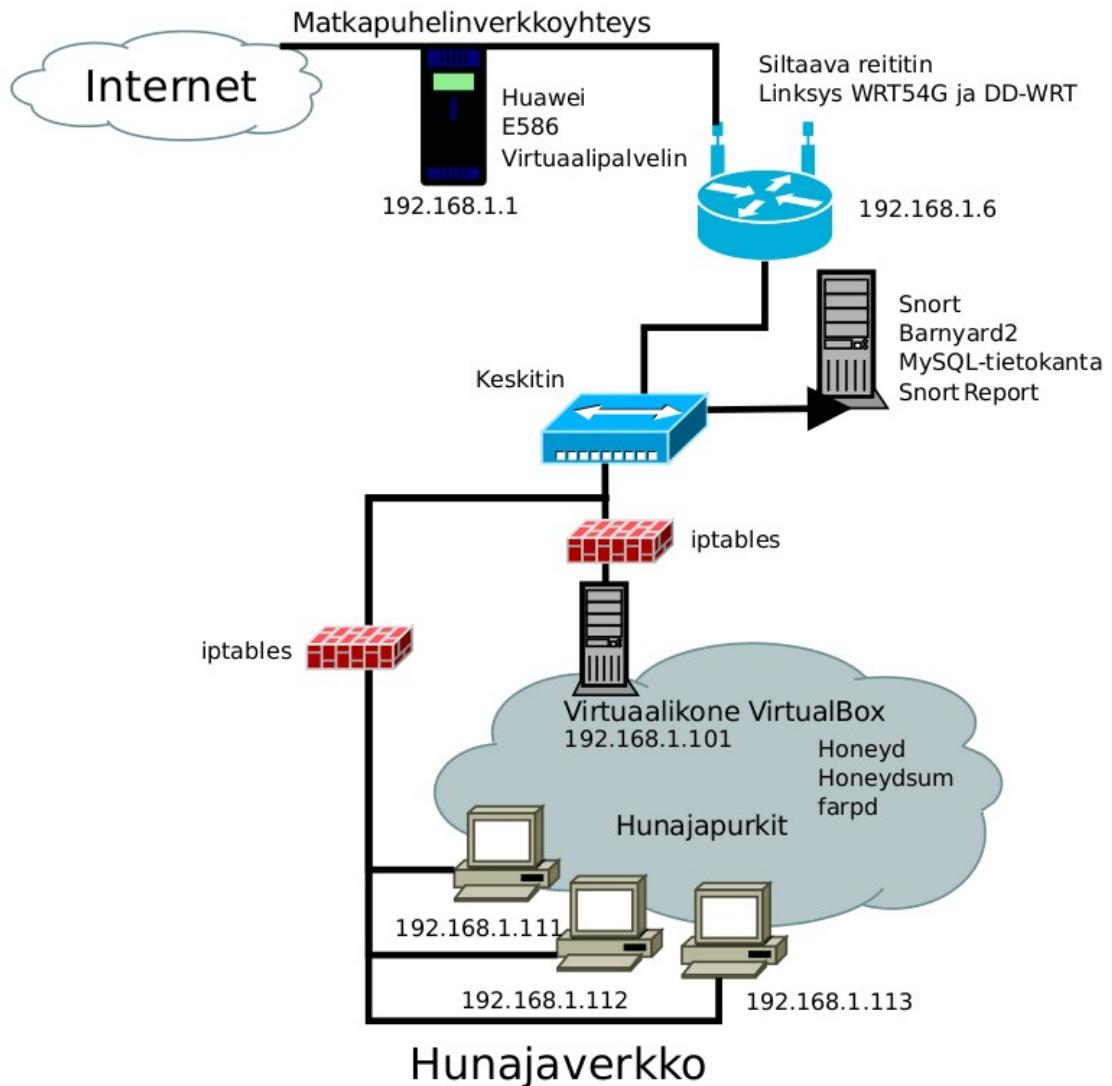 Matkapuhelinverkkoyhteys
Internet
Siltaava reititin
Linksys WRT54G ja DD-WRT
Huawei
E586
Virtuaalipalvelin
192.168.1.1
192.168.1.6
Snort
Barnyard2
MySQL-tietokanta
Snort Report
Keskitin
iptables
iptables
Virtuaalikone VirtualBox
192.168.1.101
Honeyd
Honeydsum
farpd
Hunajapurkit
192.168.1.111
192.168.1.112
192.168.1.113
Hunajaverkko